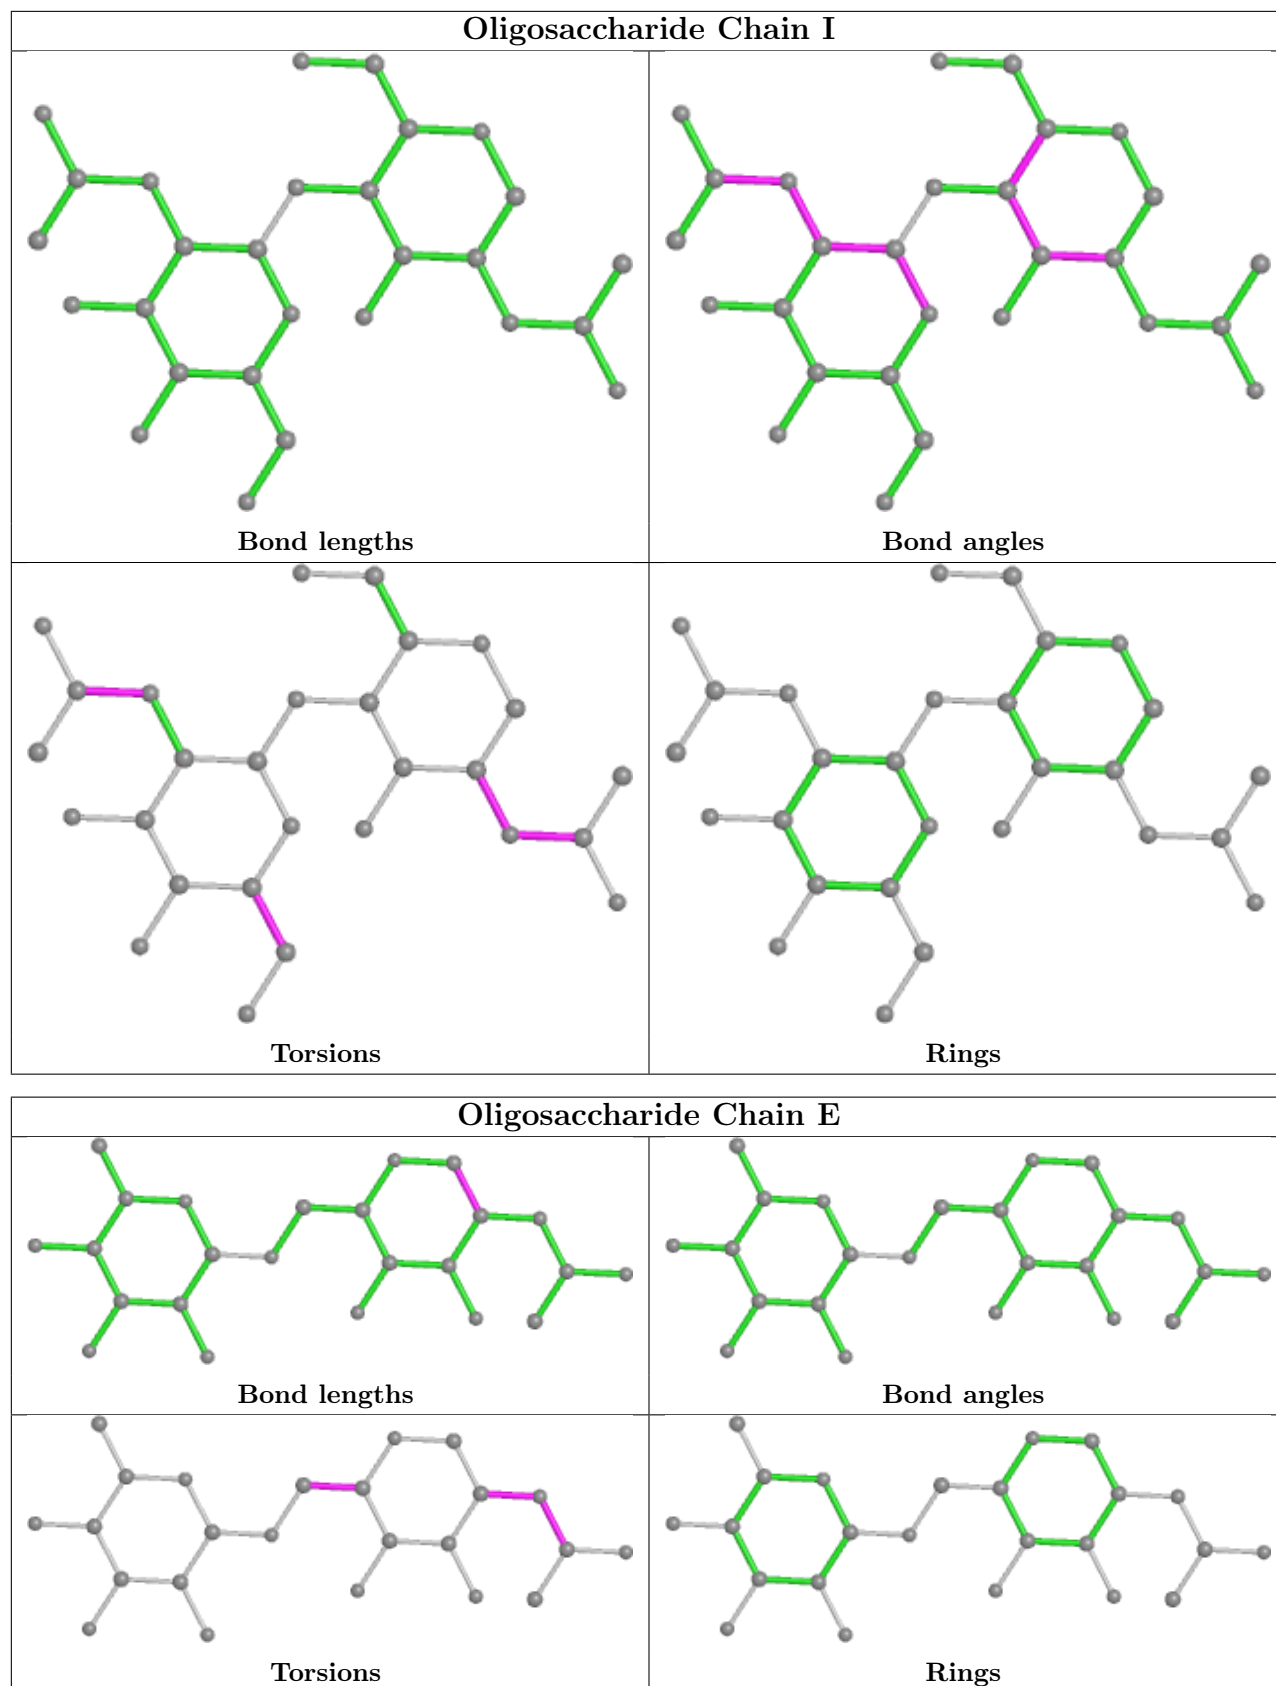 Oligosaccharide Chain I
Bond lengths
Bond angles
Torsions
Rings
Oligosaccharide Chain E
Bond lengths
Bond angles
Torsions
Rings